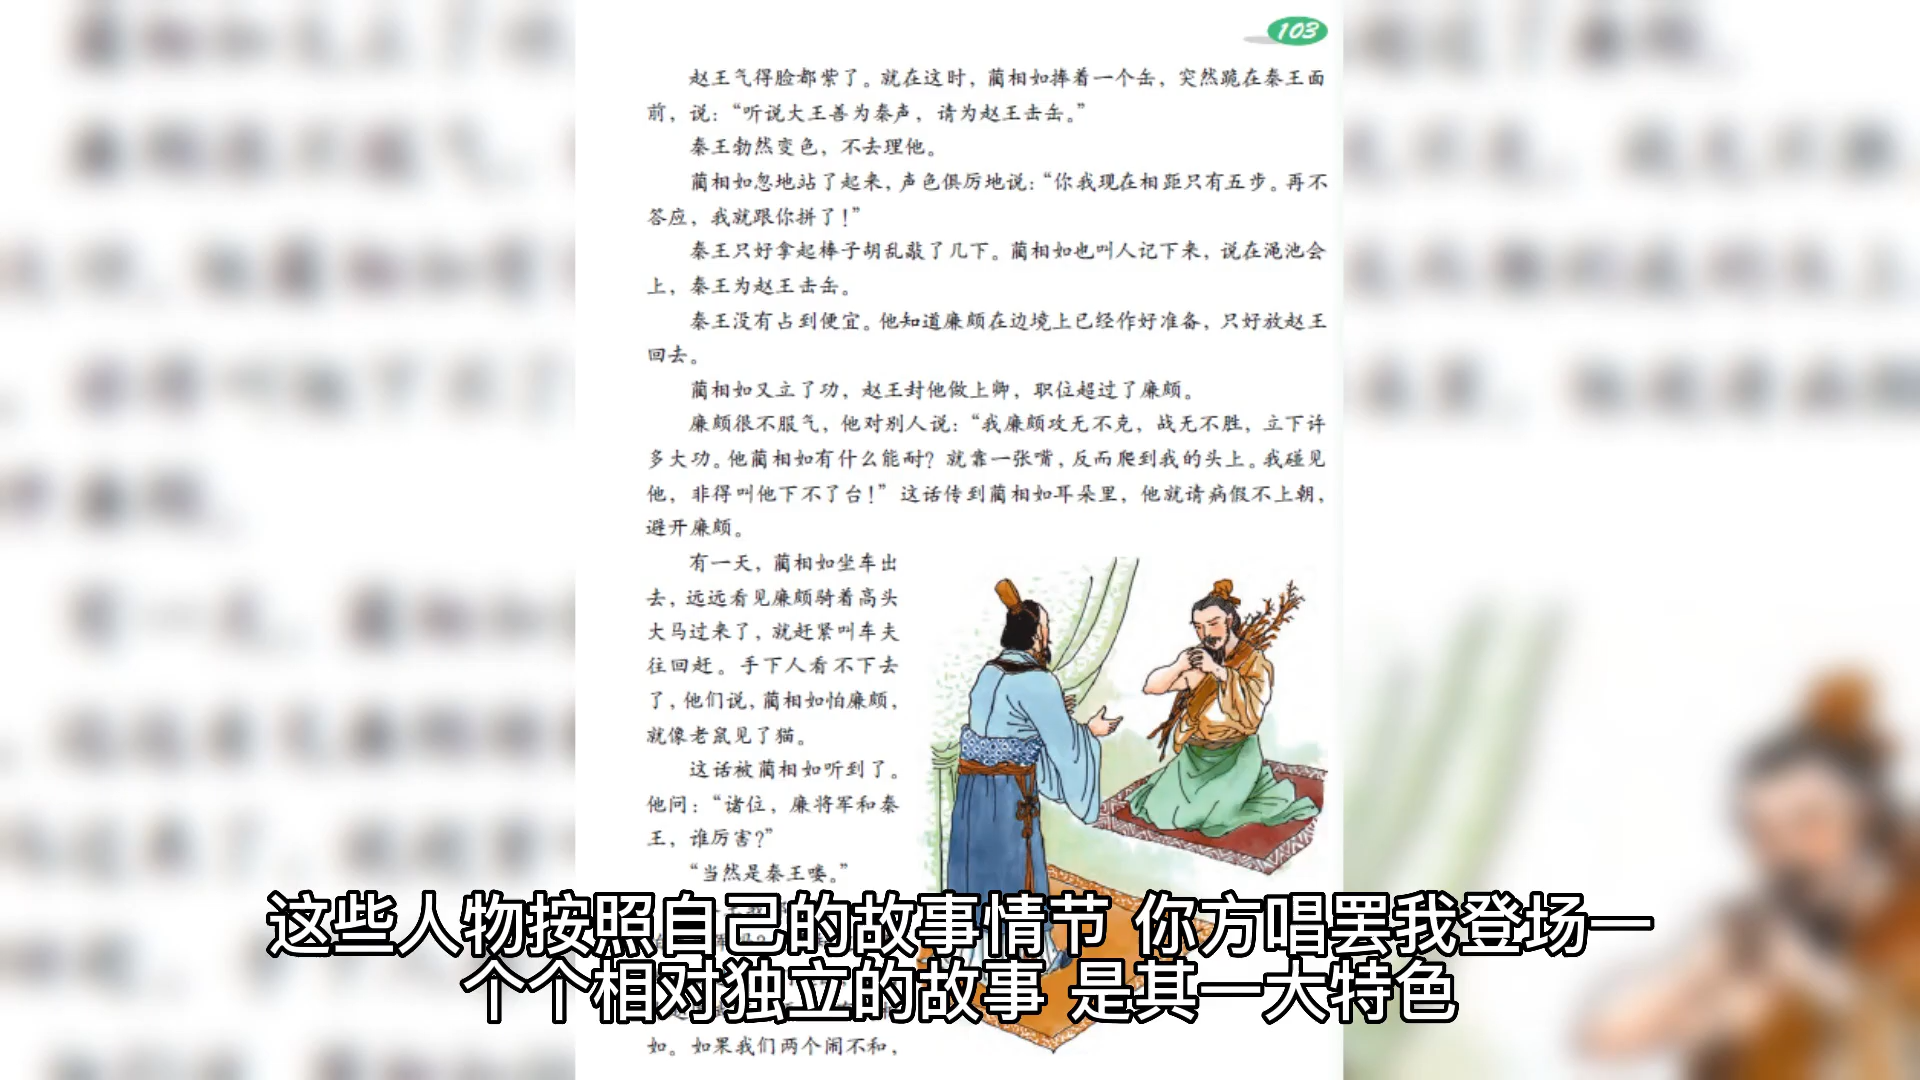 103
赵王气得脸都紫了。就在这时，蔺相如捧着一个缶，突然跪在秦王面
前，说：“听说大王善为秦声，请为赵王击缶。”
秦王勃然变色，不去理他。
蔺相如忽地站了起来，声色俱厉地说：“你我现在相距只有五步。再不
答应，我就跟你拼了！”
秦王只好拿起棒子胡乱敲了几下。蔺相如也叫人记下来，说在渑池会
上，秦王为赵王击缶。
秦王没有占到便宜。他知道廉颇在边境上已经作好准备，只好放赵王
回去。
蔺相如又立了功，赵王封他做上卿，职位超过了廉颇。
廉颇很不服气，他对别人说：“我廉颇攻无不克，战无不胜，立下许
多大功。他蔺相如有什么能耐？就靠一张嘴，反而爬到我的头上。我碰见
他，非得叫他下不了台！”这话传到蔺相如耳朵里，他就请病假不上朝，
避开廉颇。
有一天，蔺相如坐车出
去，远远看见廉颇骑着高头
大马过来了，就赶紧叫车夫
往回赶。手下人看不下去
了，他们说，蔺相如怕廉颇，
就像老鼠见了猫。
这话被蔺相如听到了。
他问：“诸位，廉将军和秦
王，谁厉害？”
“当然是秦王喽。”
这些人物按照自己的故事情节 你方唱罢我登场一
个个相对独立的故事 是其一大特色
如。如果我们两个闹不和，